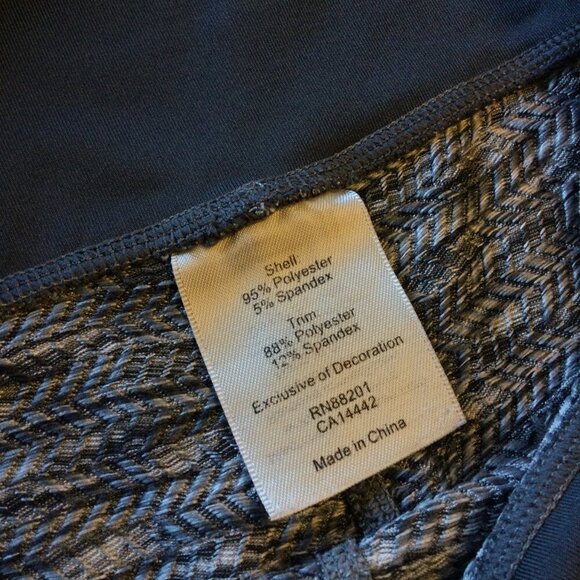 Shell
95% Polyester
5% Spandex
Trim
88% Polyester
12% Spandex
Exclusive of Decoration
RN88201
CA14442
Made in China